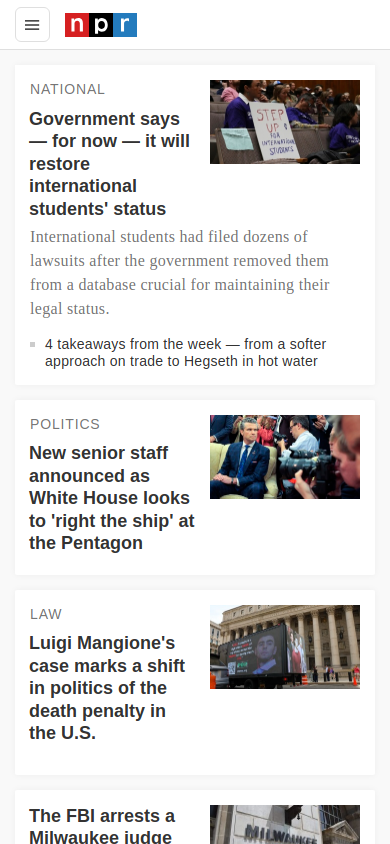 npr
NATIONAL
Government says
— for now — it will
restore
international
students' status
STEP
UP
FOR
INTERNATIONAL
STUDENTS
International students had filed dozens of
lawsuits after the government removed them
from a database crucial for maintaining their
legal status.
4 takeaways from the week — from a softer
approach on trade to Hegseth in hot water
POLITICS
New senior staff
announced as
White House looks
to 'right the ship' at
the Pentagon
LAW
Luigi Mangione's
case marks a shift
in politics of the
death penalty in
the U.S.
The FBI arrests a
Milwaukee judge
MILWAUKEE